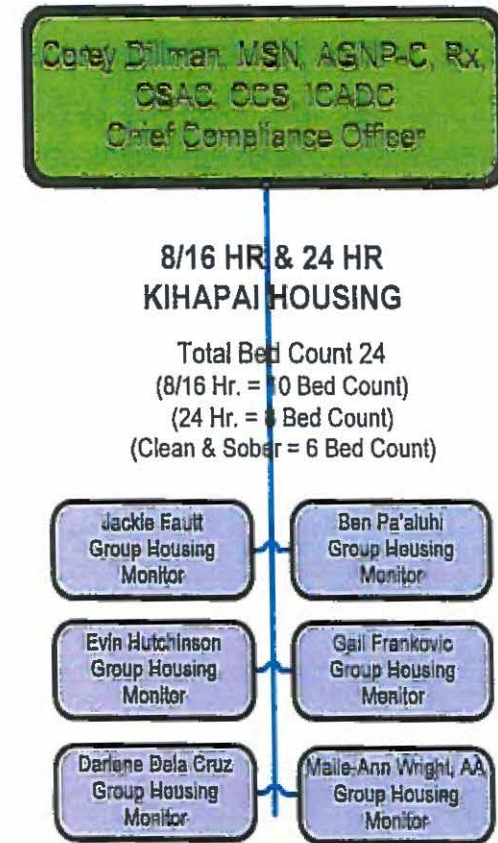 Corey Dillman, MSN, AGNP-C, Rx,
CSAC, CCS, ICADC
Chief Compliance Officer
8/16 HR & 24 HR
KIHAPAI HOUSING
Total Bed Count 24
(8/16 Hr. = 10 Bed Count)
(24 Hr. = 8 Bed Count)
(Clean & Sober = 6 Bed Count)
Jackie Fautt
Group Housing
Monitor
Ben Pa'aluhi
Group Housing
Monitor
Evin Hutchinson
Group Housing
Monitor
Gail Frankovic
Group Housing
Monitor
Darlene Dela Cruz
Group Housing
Monitor
Maile-Ann Wright, AA
Group Housing
Monitor